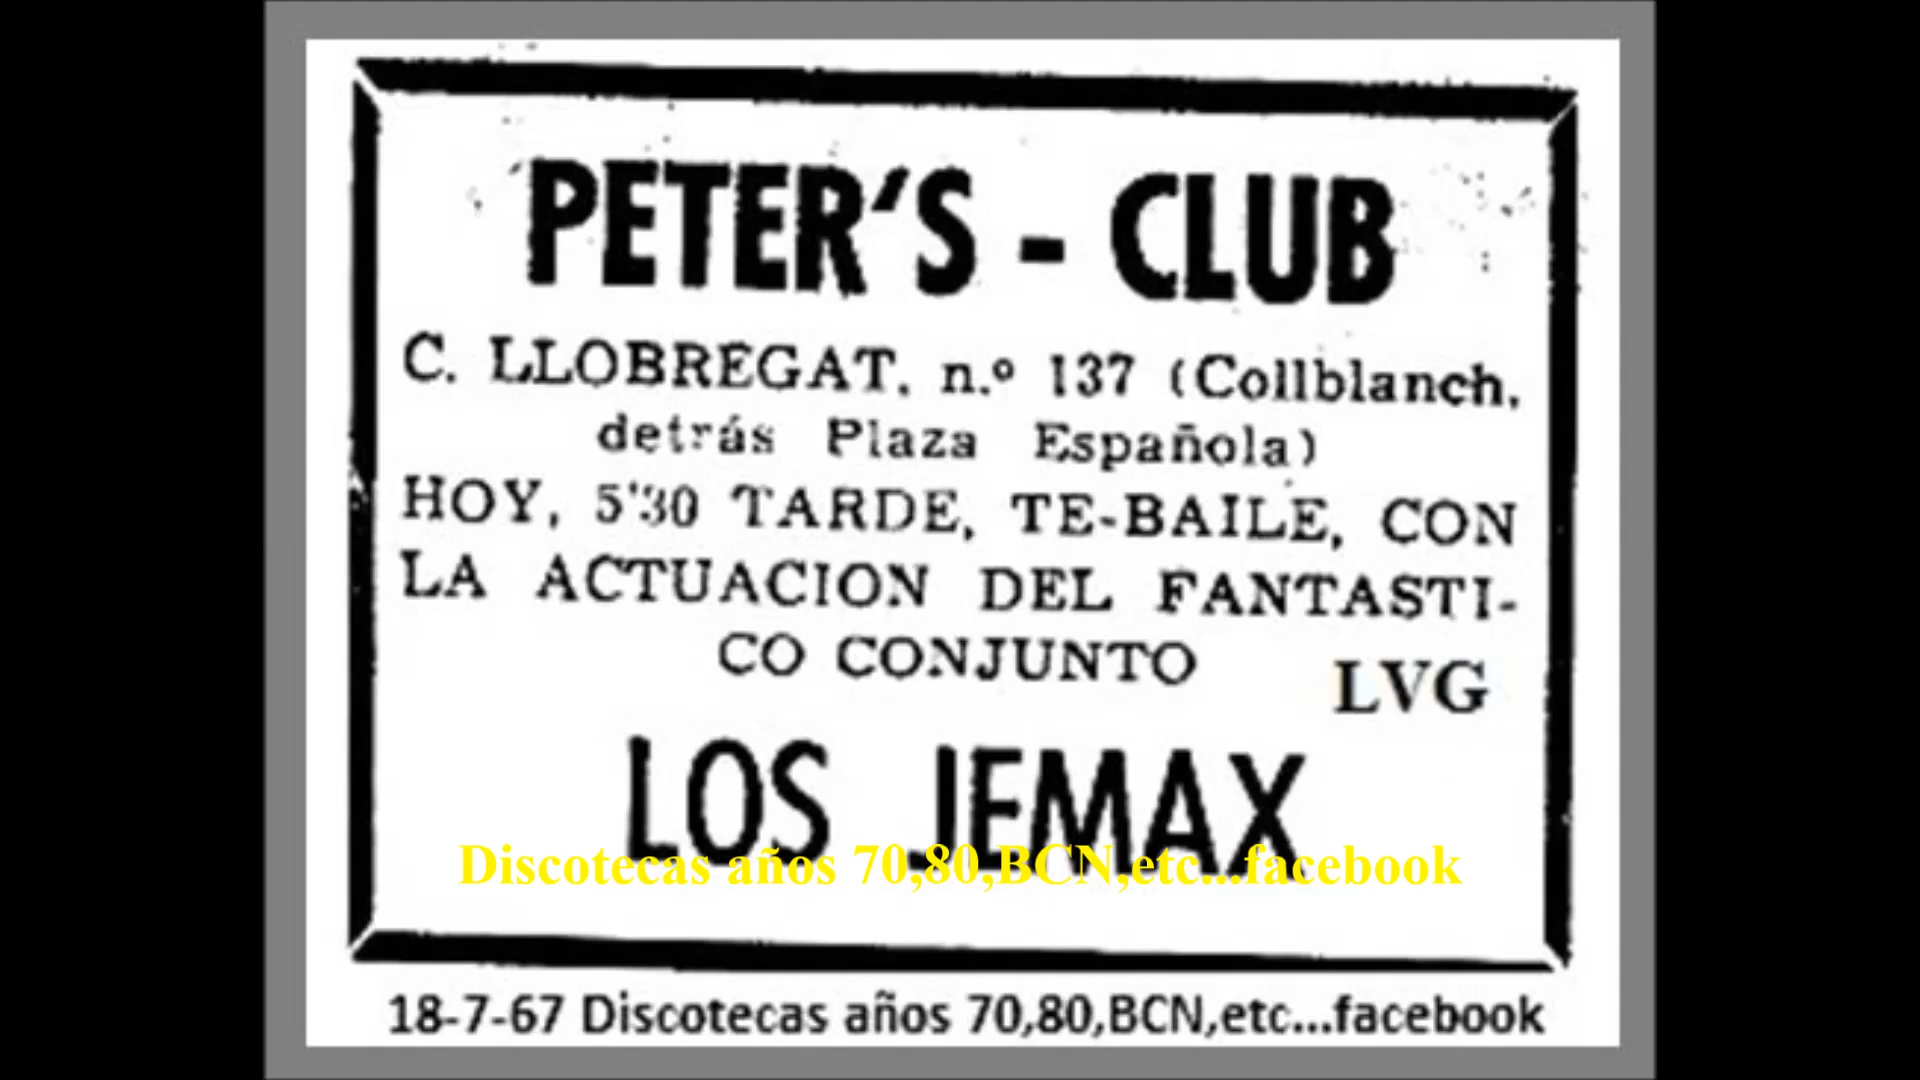 PETER'S - CLUB
C. LLOBREGAT, n.º 137 (Collblanch,
detrás Plaza Española)
HOY, 5'30 TARDE, TE-BAILE, CON
LA ACTUACION DEL FANTASTI-
CO CONJUNTO
LVG
LOS JEMAX
Discotecas años 70,80,BCN,etc...facebook
18-7-67 Discotecas años 70,80,BCN,etc...facebook